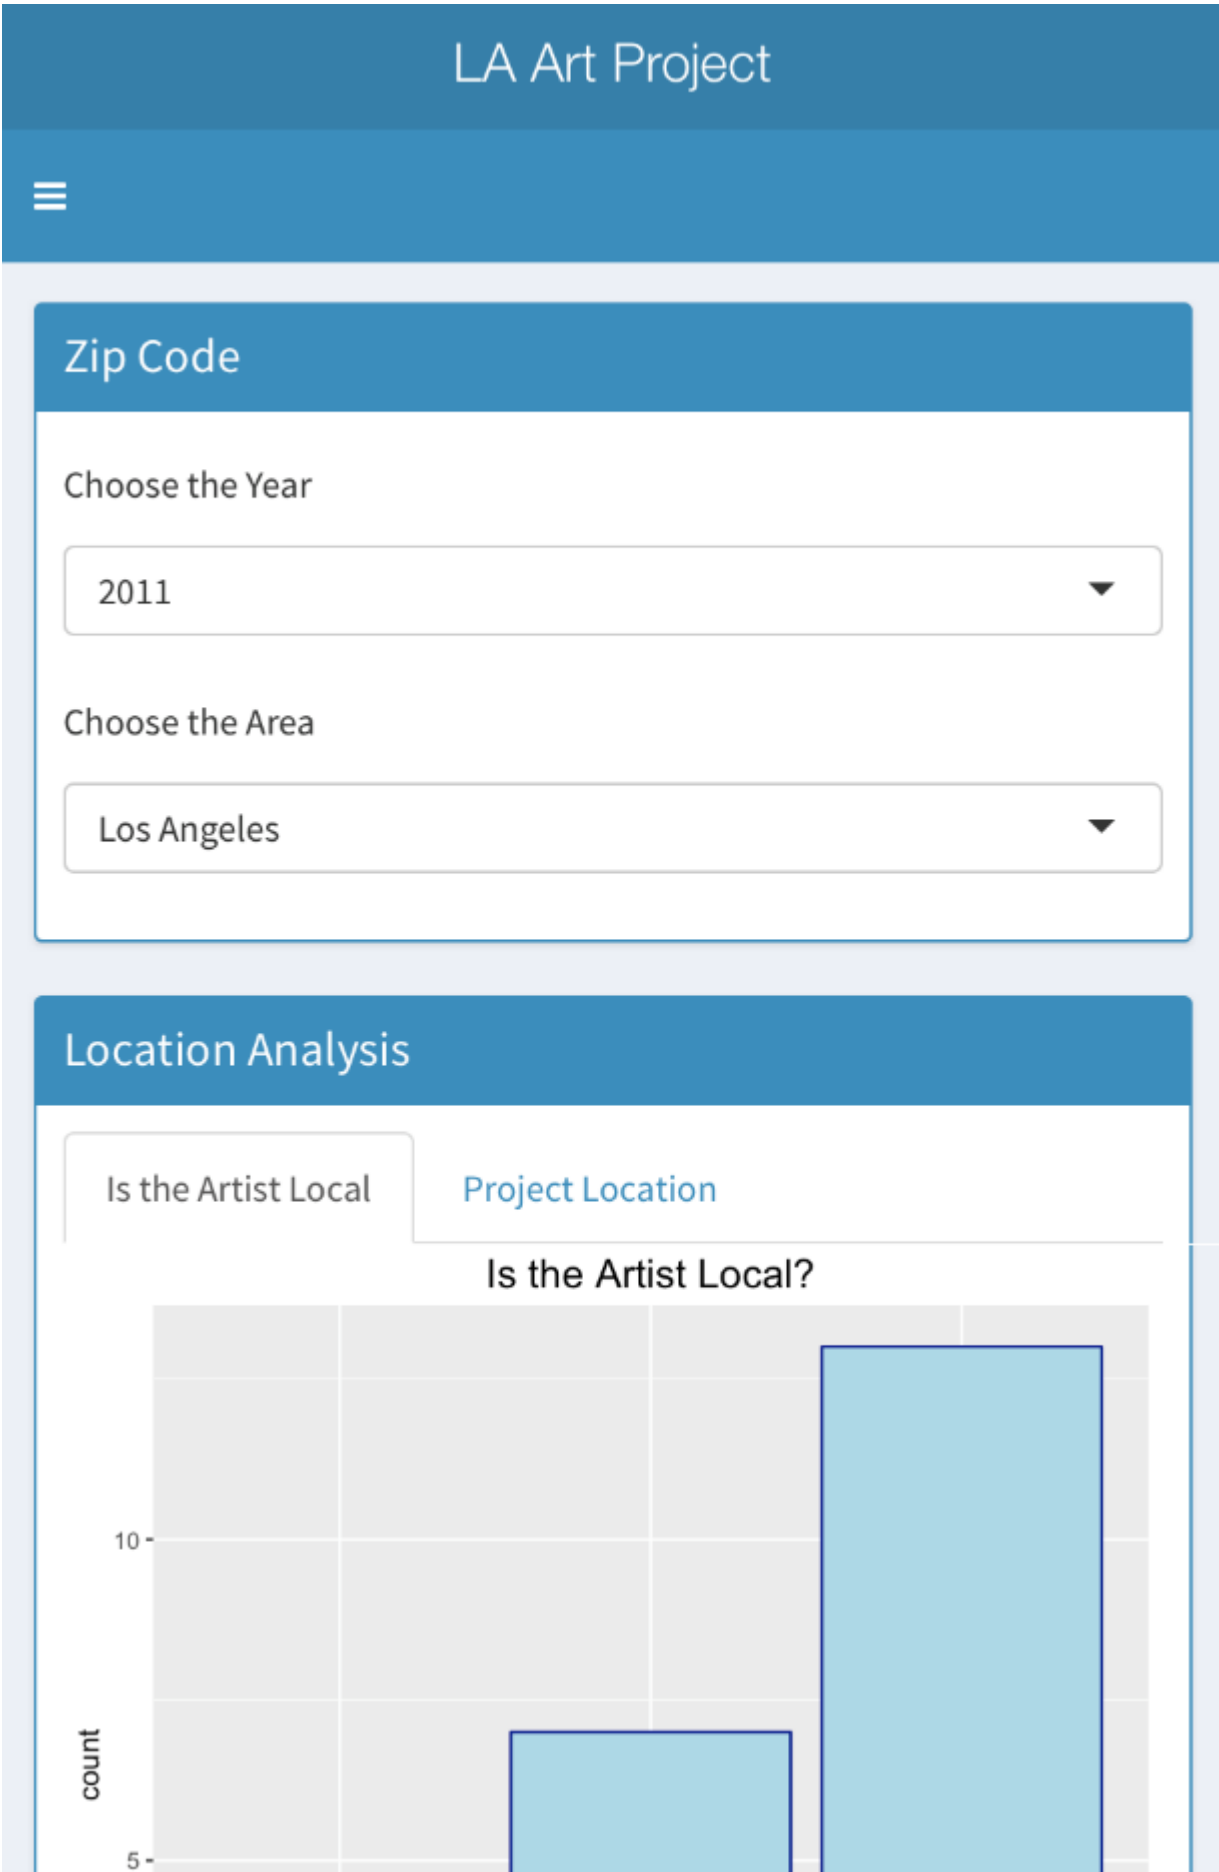 LA Art Project
Zip Code
Choose the Year
2011
Choose the Area
Los Angeles
Location Analysis
Is the Artist Local
Project Location
Is the Artist Local?
10
count
5